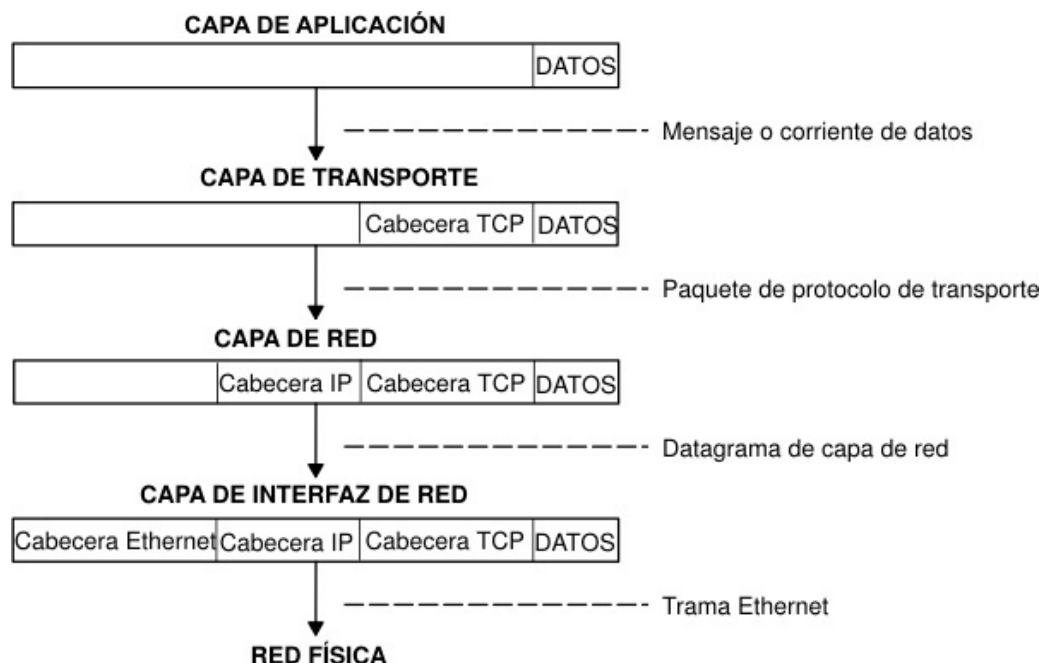 CAPA DE APLICACIÓN
DATOS
Mensaje o corriente de datos
CAPA DE TRANSPORTE
Cabecera TCP DATOS
Paquete de protocolo de transporte
CAPA DE RED
Cabecera IP Cabecera TCP DATOS
Datagrama de capa de red
CAPA DE INTERFAZ DE RED
Cabecera Ethernet Cabecera IP Cabecera TCP DATOS
Trama Ethernet
RED FÍSICA